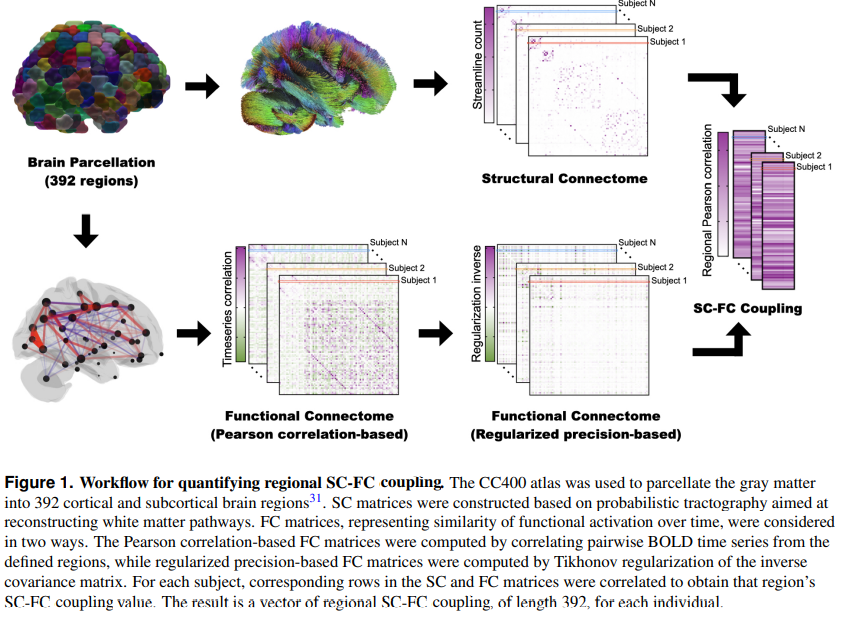 Subject N
Subject 2
Subject 1
Streamline count
Structural Connectome
Brain Parcellation
(392 regions)
Subject N
Subject 2
Subject 1
Timeseries correlation
Functional Connectome
(Pearson correlation-based)
Subject N
Subject 2
Subject 1
Regularization inverse
Functional Connectome
(Regularized precision-based)
Subject N
Subject 2
Subject 1
Regional Pearson correlation
SC-FC Coupling
Figure 1. Workflow for quantifying regional SC-FC coupling. The CC400 atlas was used to parcellate the gray matter
into 392 cortical and subcortical brain regions31. SC matrices were constructed based on probabilistic tractography aimed at
reconstructing white matter pathways. FC matrices, representing similarity of functional activation over time, were considered
in two ways. The Pearson correlation-based FC matrices were computed by correlating pairwise BOLD time series from the
defined regions, while regularized precision-based FC matrices were computed by Tikhonov regularization of the inverse
covariance matrix. For each subject, corresponding rows in the SC and FC matrices were correlated to obtain that region's
SC-FC coupling value. The result is a vector of regional SC-FC coupling, of length 392, for each individual.